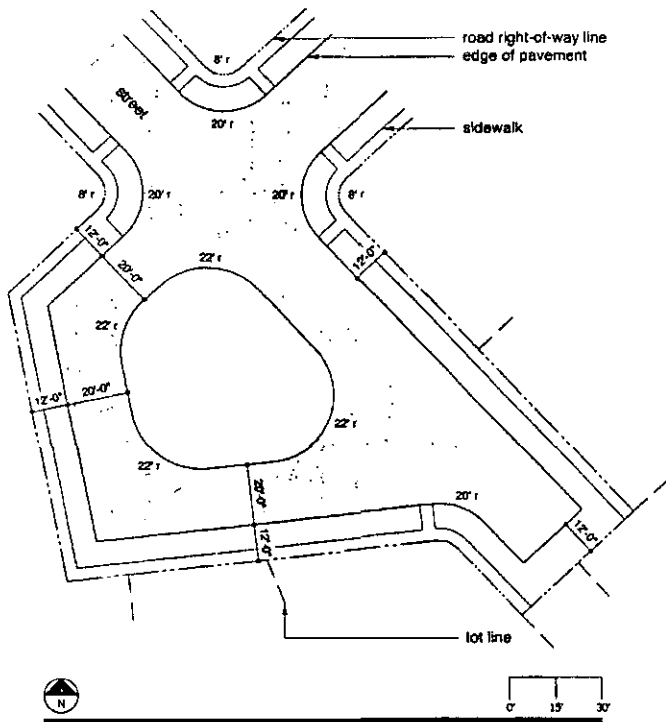 road right-of-way line
8' r
edge of pavement
street
20' r
sidewalk
8' r
20' r
20' r
8' r
12'-0"
20'-0"
22' r
12'-0"
22' r
12'-0"
20'-0"
22' r
22' r
20'-0"
20' r
12'-0"
12'-0"
lot line
N
0'
15'
30'